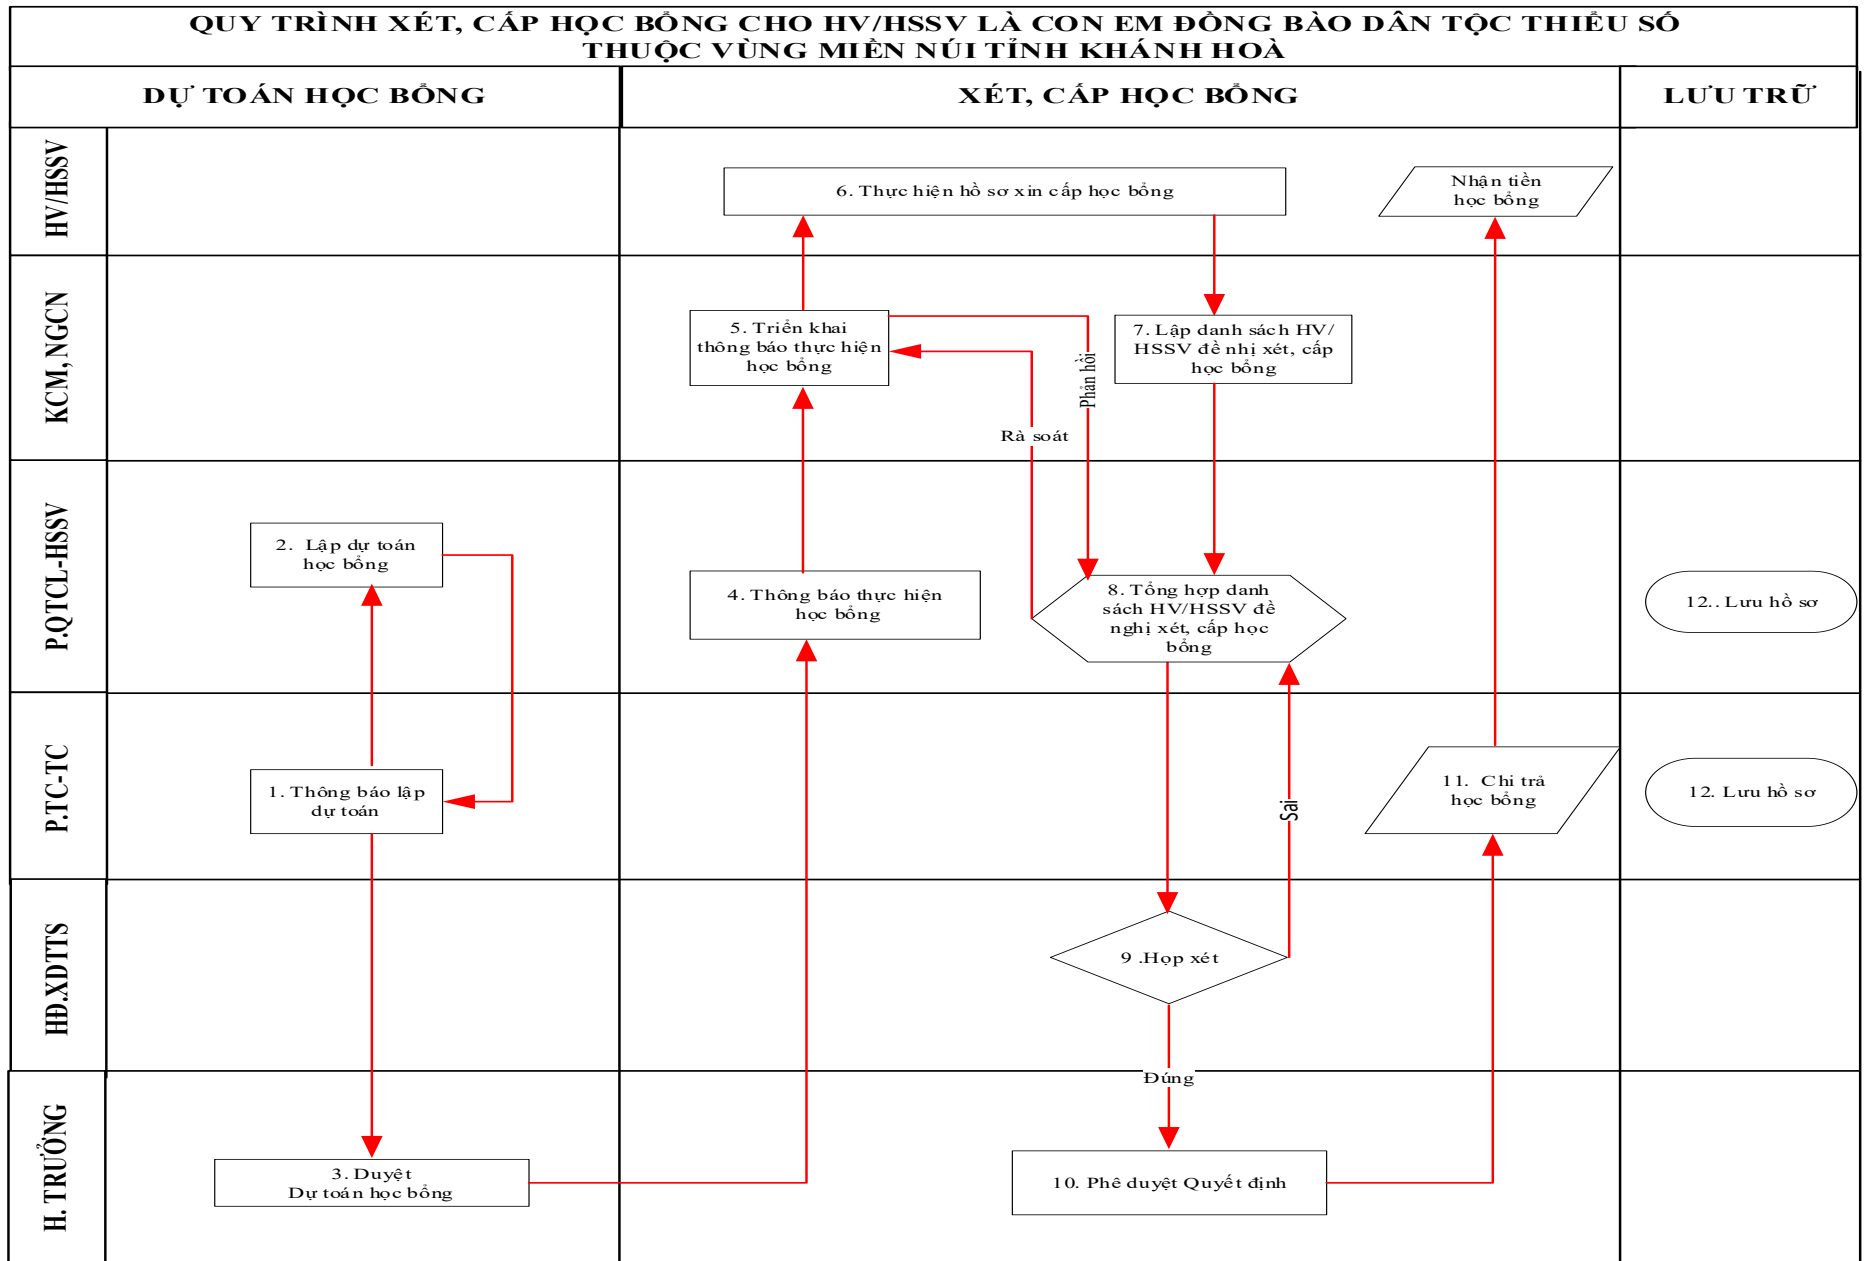 QUY TRÌNH XÉT, CẤP HỌC BỔNG CHO HV/HSSV LÀ CON EM ĐỒNG BÀO DÂN TỘC THIỂU SỐ
THUỘC VÙNG MIỀN NÚI TỈNH KHÁNH HOÀ
DỰ TOÁN HỌC BỔNG
XÉT, CẤP HỌC BỔNG
LƯU TRỮ
HV/HSSV
6. Thực hiện hồ sơ xin cấp học bổng
Nhận tiền
học bổng
KCM, NGCN
5. Triển khai
thông báo thực hiện
học bổng
Phản hồi
Rà soát
7. Lập danh sách HV/
HSSV đề nhị xét, cấp
học bổng
P.QTCL-HSSV
2. Lập dự toán
học bổng
4. Thông báo thực hiện
học bổng
8. Tổng hợp danh
sách HV/HSSV đề
nghị xét, cấp học
bổng
12.. Lưu hồ sơ
P.TC-TC
1. Thông báo lập
dự toán
Sai
11. Chi trả
học bổng
12. Lưu hồ sơ
HĐ.XDTTS
9 .Họp xét
Đúng
H. TRƯỞNG
3. Duyệt
Dự toán học bổng
10. Phê duyệt Quyết định